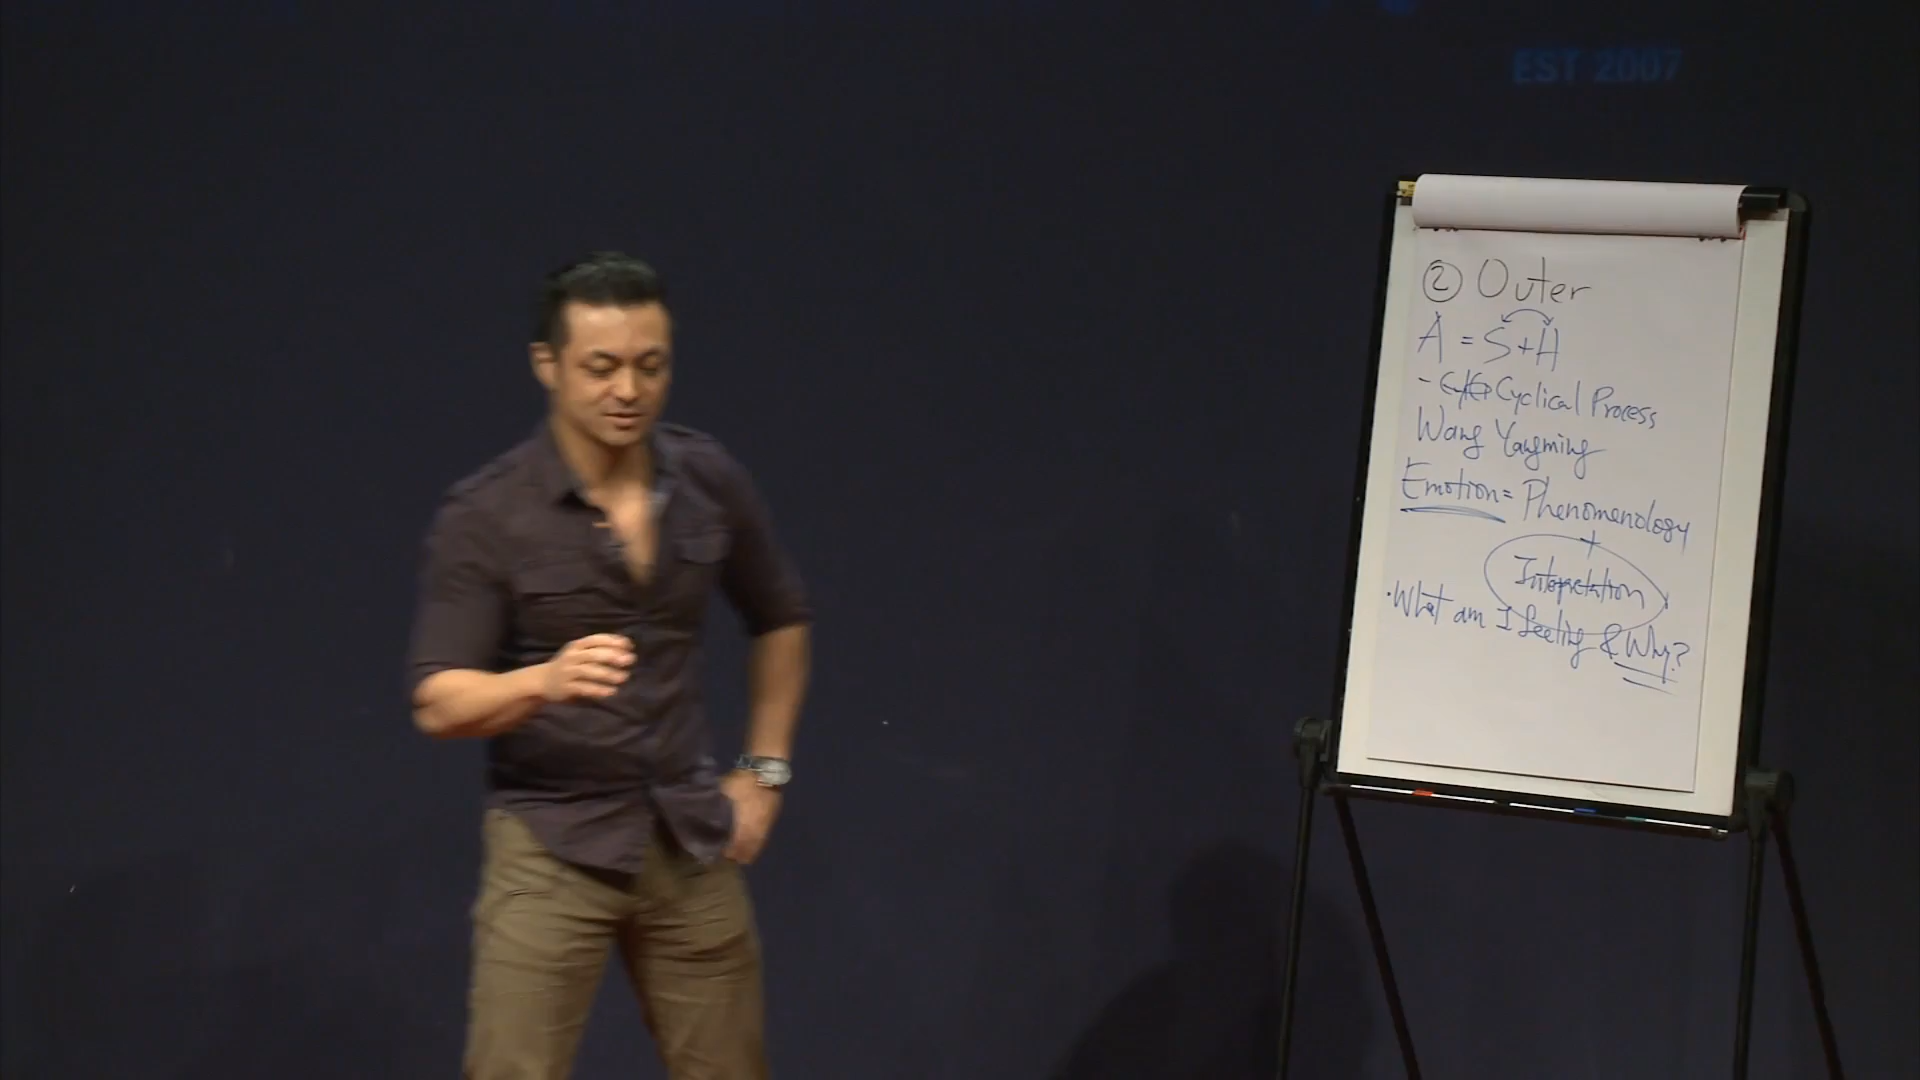 EST 2007
② Outer
A = S + H
- Cyclical Process
Wang Yangming
Emotion = Phenomenology
+
Interpretation
· What am I feeling & Why?